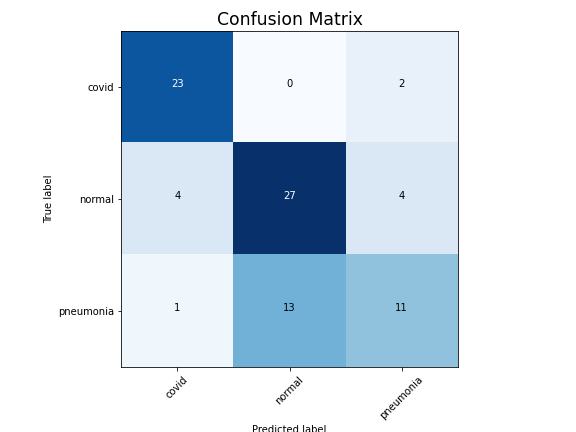 Confusion Matrix
covid
23
0
2
True label
normal
4
27
4
pneumonia
1
13
11
covid
normal
pneumonia
Predicted label